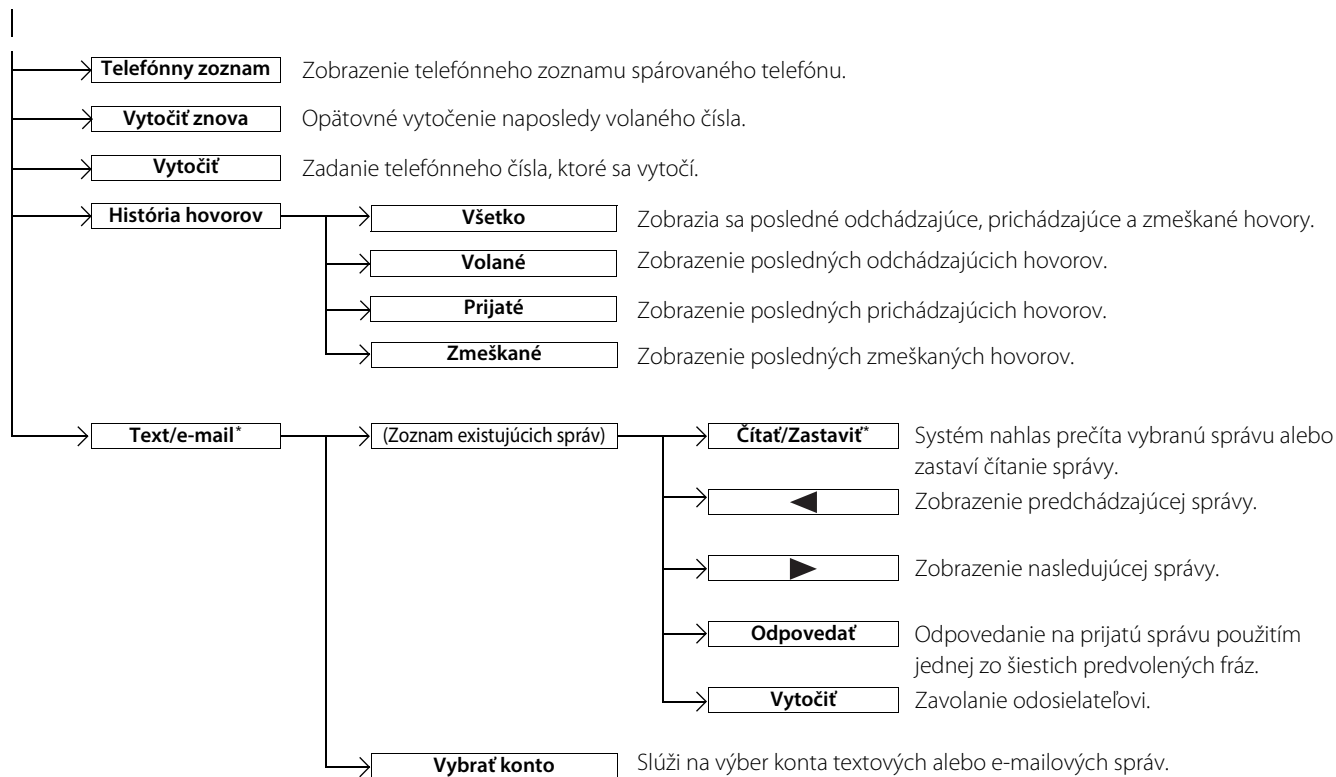 Telefónny zoznam Zobrazenie telefónneho zoznamu spárovaného telefónu.
Vytočiť znova Opätovné vytočenie naposledy volaného čísla.
Vytočiť Zadanie telefónneho čísla, ktoré sa vytočí.
História hovorov Všetko Zobrazia sa posledné odchádzajúce, prichádzajúce a zmeškané hovory.
Volané Zobrazenie posledných odchádzajúcich hovorov.
Prijaté Zobrazenie posledných prichádzajúcich hovorov.
Zmeškané Zobrazenie posledných zmeškaných hovorov.
Text/e-mail* (Zoznam existujúcich správ) Čítať/Zastaviť* Systém nahlas prečíta vybranú správu alebo
zastaví čítanie správy.
Zobrazenie predchádzajúcej správy.
Zobrazenie nasledujúcej správy.
Odpovedať Odpovedanie na prijatú správu použitím
jednej zo šiestich predvolených fráz.
Vytočiť Zavolanie odosielateľovi.
Vybrať konto Slúži na výber konta textových alebo e-mailových správ.